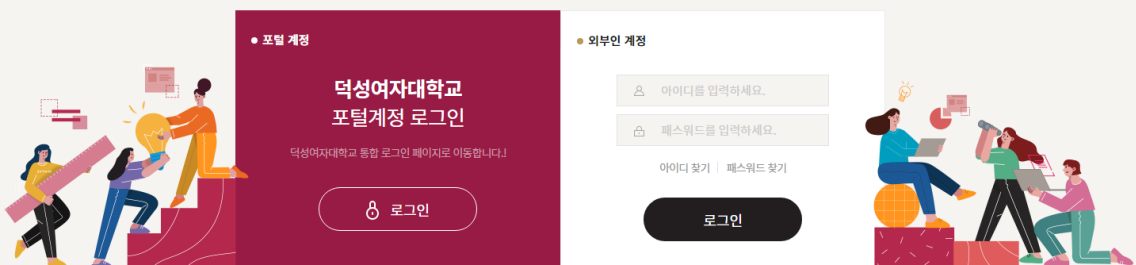 포털 계정
덕성여자대학교
포털계정 로그인
덕성여자대학교 통합 로그인 페이지로 이동합니다.!
로그인
외부인 계정
아이디를 입력하세요.
패스워드를 입력하세요.
아이디 찾기
패스워드 찾기
로그인